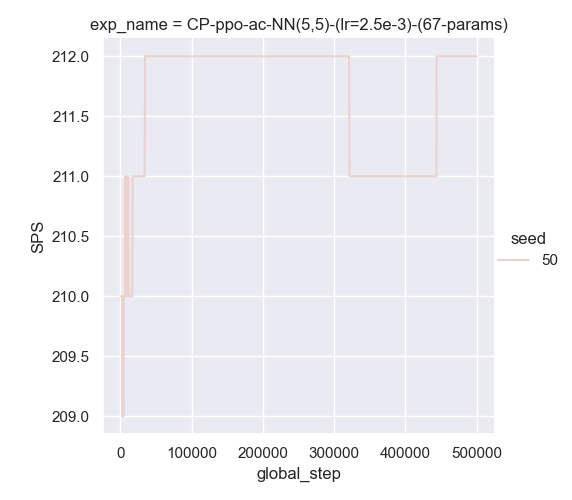 exp_name = CP-ppo-ac-NN(5,5)-(lr=2.5e-3)-(67-params)
212.0
211.5
211.0
210.5
210.0
209.5
209.0
SPS
0 100000 200000 300000 400000 500000
global_step
seed
50